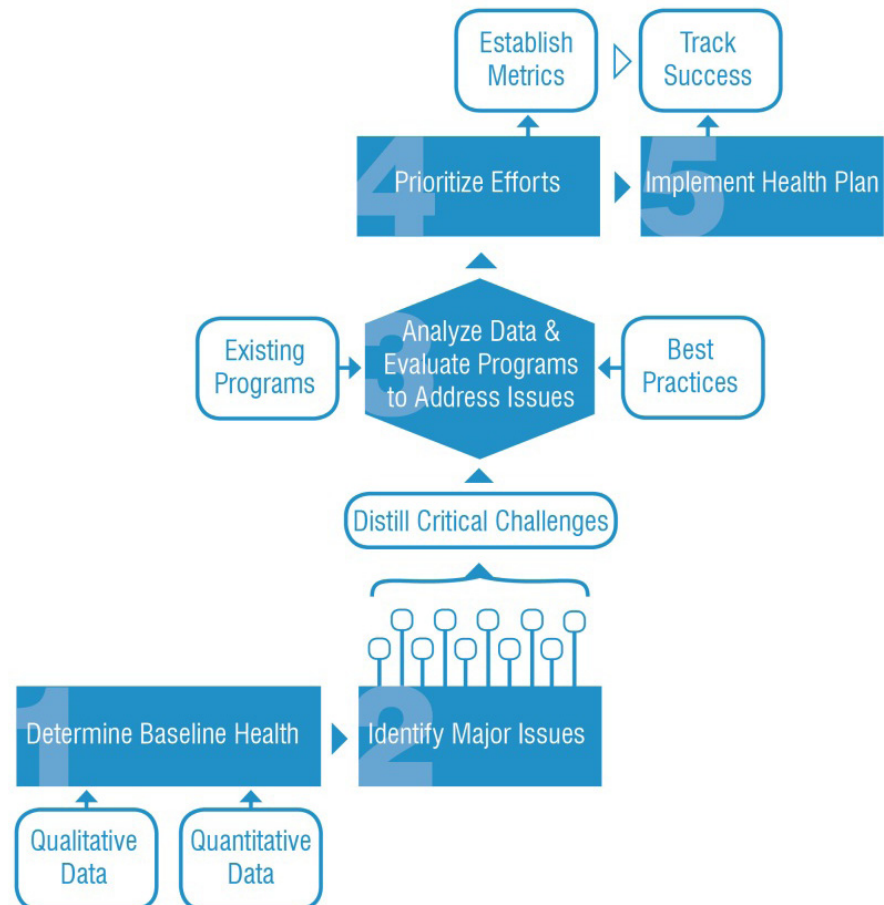 Establish
Metrics
Track
Success
4
Prioritize Efforts
5
Implement Health Plan
Existing
Programs
3
Analyze Data &
Evaluate Programs
to Address Issues
Best
Practices
Distill Critical Challenges
1
Determine Baseline Health
2
Identify Major Issues
Qualitative
Data
Quantitative
Data